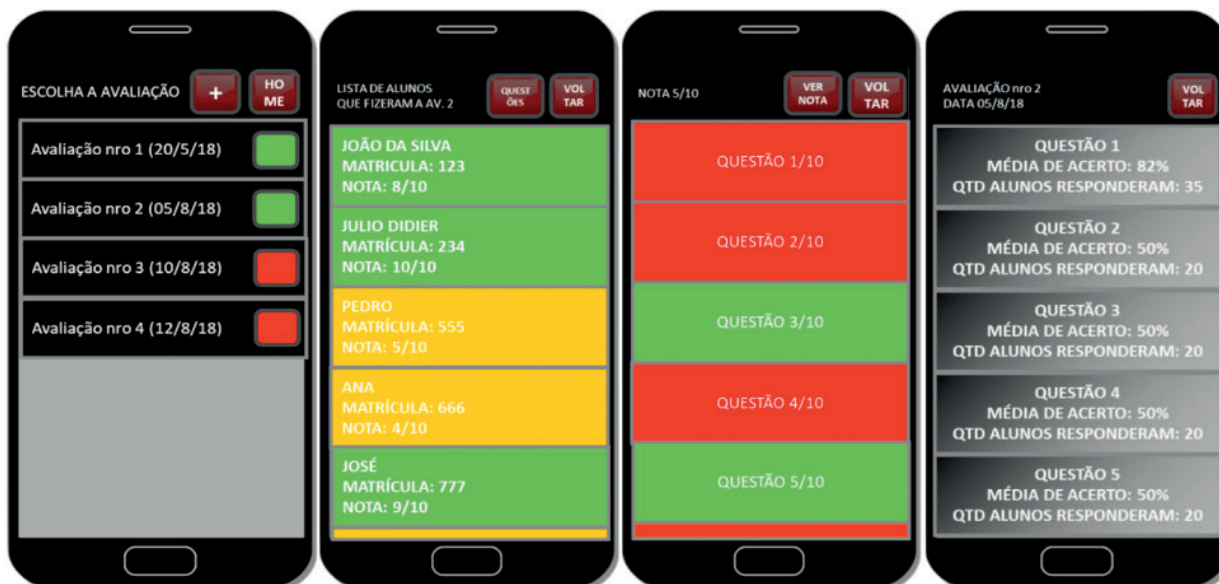 ESCOLHA A AVALIAÇÃO
+
HO
ME
Avaliação nro 1 (20/5/18)
Avaliação nro 2 (05/8/18)
Avaliação nro 3 (10/8/18)
Avaliação nro 4 (12/8/18)
LISTA DE ALUNOS
QUE FIZERAM A AV. 2
QUEST
ÕES
VOL
TAR
JOÃO DA SILVA
MATRICULA: 123
NOTA: 8/10
JULIO DIDIER
MATRÍCULA: 234
NOTA: 10/10
PEDRO
MATRÍCULA: 555
NOTA: 5/10
ANA
MATRÍCULA: 666
NOTA: 4/10
JOSÉ
MATRÍCULA: 777
NOTA: 9/10
NOTA 5/10
VER
NOTA
VOL
TAR
QUESTÃO 1/10
QUESTÃO 2/10
QUESTÃO 3/10
QUESTÃO 4/10
QUESTÃO 5/10
AVALIAÇÃO nro 2
DATA 05/8/18
VOL
TAR
QUESTÃO 1
MÉDIA DE ACERTO: 82%
QTD ALUNOS RESPONDERAM: 35
QUESTÃO 2
MÉDIA DE ACERTO: 50%
QTD ALUNOS RESPONDERAM: 20
QUESTÃO 3
MÉDIA DE ACERTO: 50%
QTD ALUNOS RESPONDERAM: 20
QUESTÃO 4
MÉDIA DE ACERTO: 50%
QTD ALUNOS RESPONDERAM: 20
QUESTÃO 5
MÉDIA DE ACERTO: 50%
QTD ALUNOS RESPONDERAM: 20